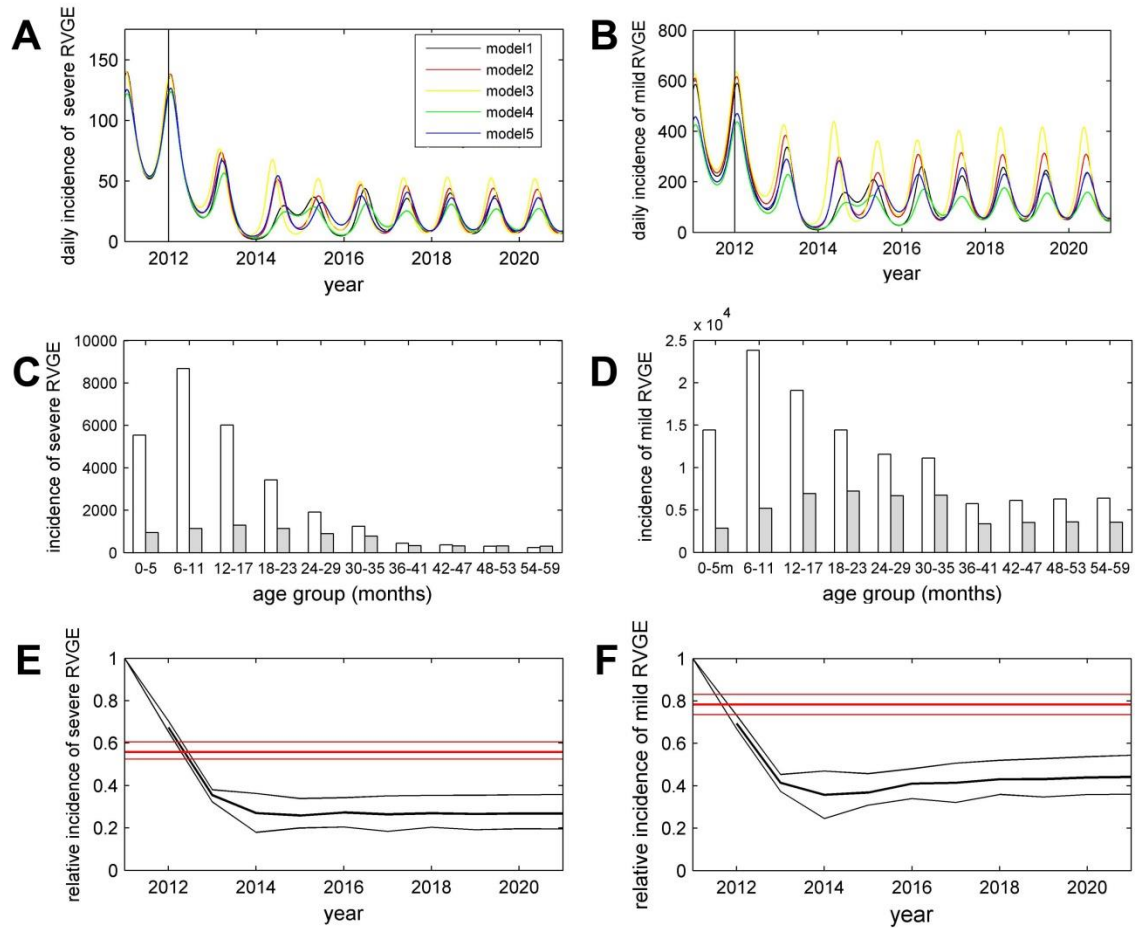 A
daily incidence of severe RVGE
150
100
50
0
2012 2014 2016 2018 2020
year
model1
model2
model3
model4
model5
B
daily incidence of mild RVGE
800
600
400
200
0
2012 2014 2016 2018 2020
year
C
incidence of severe RVGE
10000
8000
6000
4000
2000
0
0-5 6-11 12-17 18-23 24-29 30-35 36-41 42-47 48-53 54-59
age group (months)
D
incidence of mild RVGE
x 10^4
2.5
2
1.5
1
0.5
0
0-5m 6-11 12-17 18-23 24-29 30-35 36-41 42-47 48-53 54-59
age group (months)
E
relative incidence of severe RVGE
1
0.8
0.6
0.4
0.2
0
2012 2014 2016 2018 2020
year
F
relative incidence of mild RVGE
1
0.8
0.6
0.4
0.2
0
2012 2014 2016 2018 2020
year